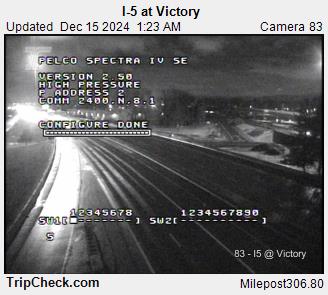 I-5 at Victory
Updated Dec 15 2024 1:23 AM Camera 83
PELCO SPECTRA IV SE
VERSION 2.50
HIGH PRESSURE
P ADDRESS 2
COMM 2400.N.8.1
CONFIGURE DONE
12345678 1234567890
SW1[■-------] SW2[----------]
5
83 - I5 @ Victory
TripCheck.com Milepost306.80